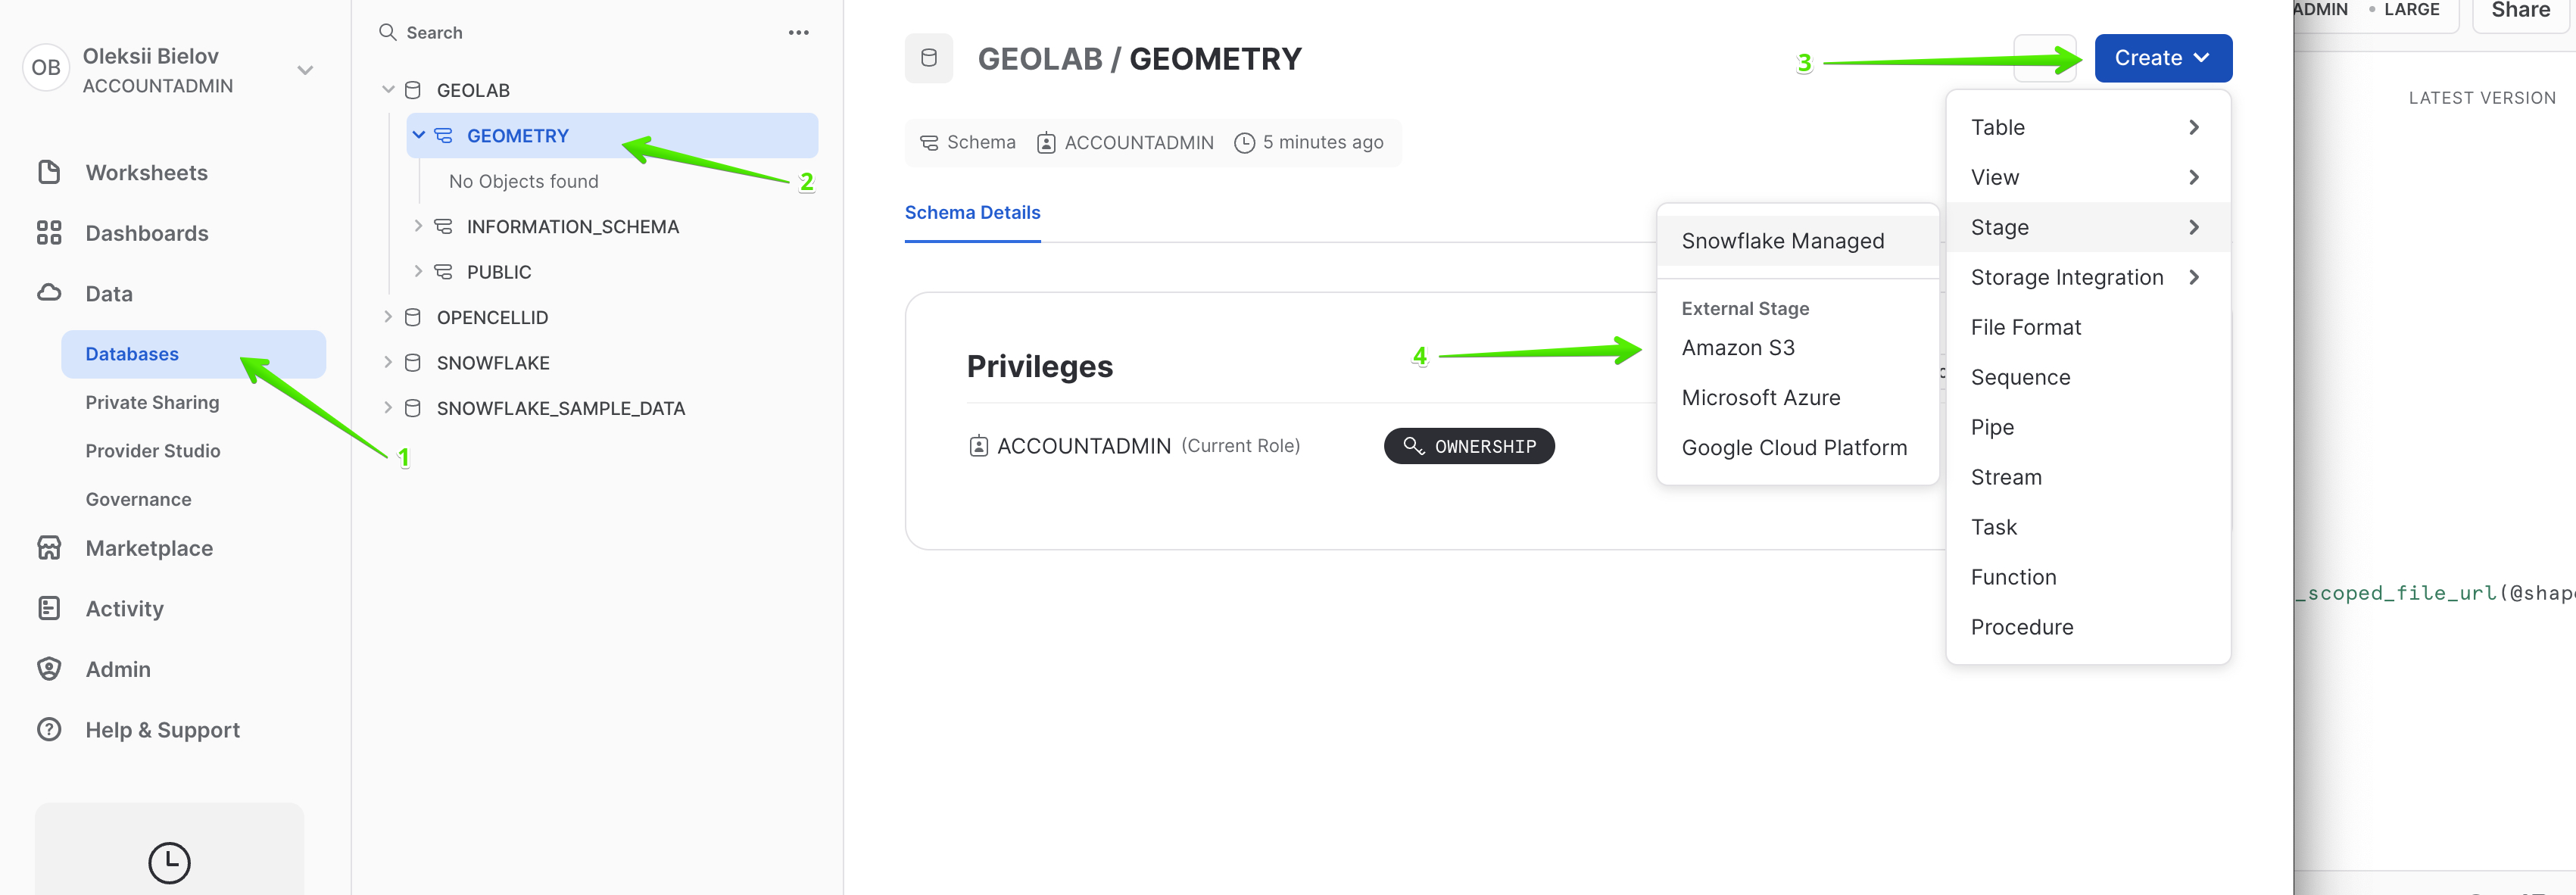 OB
Oleksii Bielov
ACCOUNTADMIN
Worksheets
Dashboards
Data
Databases
1
Private Sharing
Provider Studio
Governance
Marketplace
Activity
Admin
Help & Support
Search
GEOLAB
GEOMETRY
2
No Objects found
INFORMATION_SCHEMA
PUBLIC
OPENCELLID
SNOWFLAKE
SNOWFLAKE_SAMPLE_DATA
GEOLAB / GEOMETRY
3
Create
Schema ACCOUNTADMIN 5 minutes ago
Schema Details
Privileges
ACCOUNTADMIN (Current Role) OWNERSHIP
Snowflake Managed
External Stage
4
Amazon S3
Microsoft Azure
Google Cloud Platform
Table
View
Stage
Storage Integration
File Format
Sequence
Pipe
Stream
Task
Function
Procedure
ADMIN • LARGE
Share
LATEST VERSION
_scoped_file_url(@shap